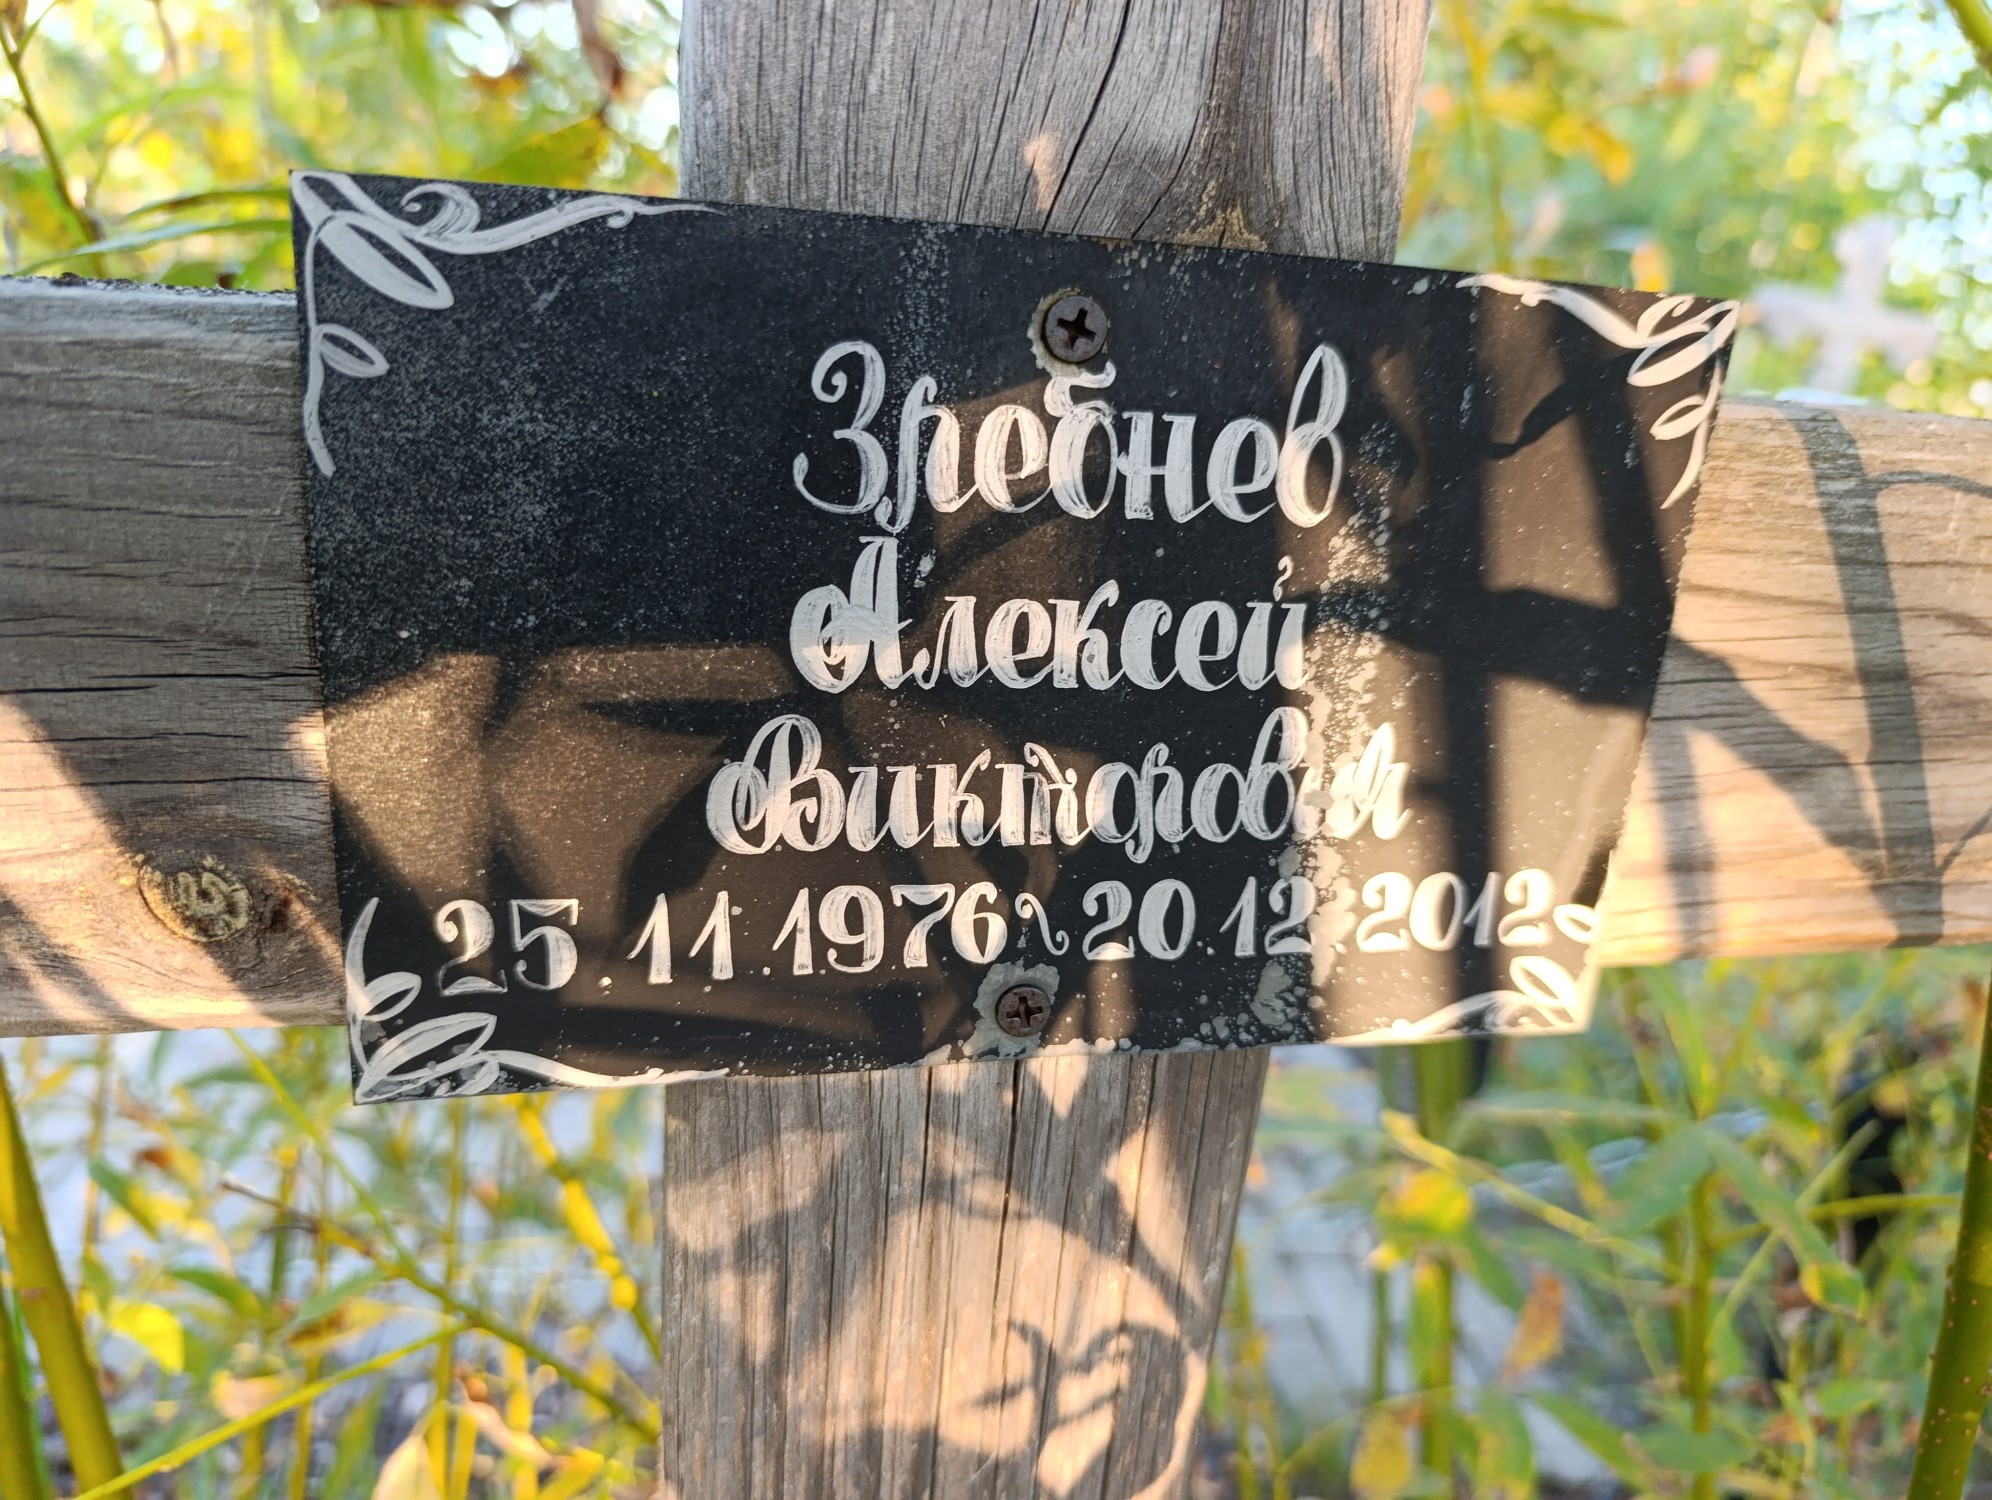 Зребнев
Алексей
Викторович
25.11.1976~20.12.2012